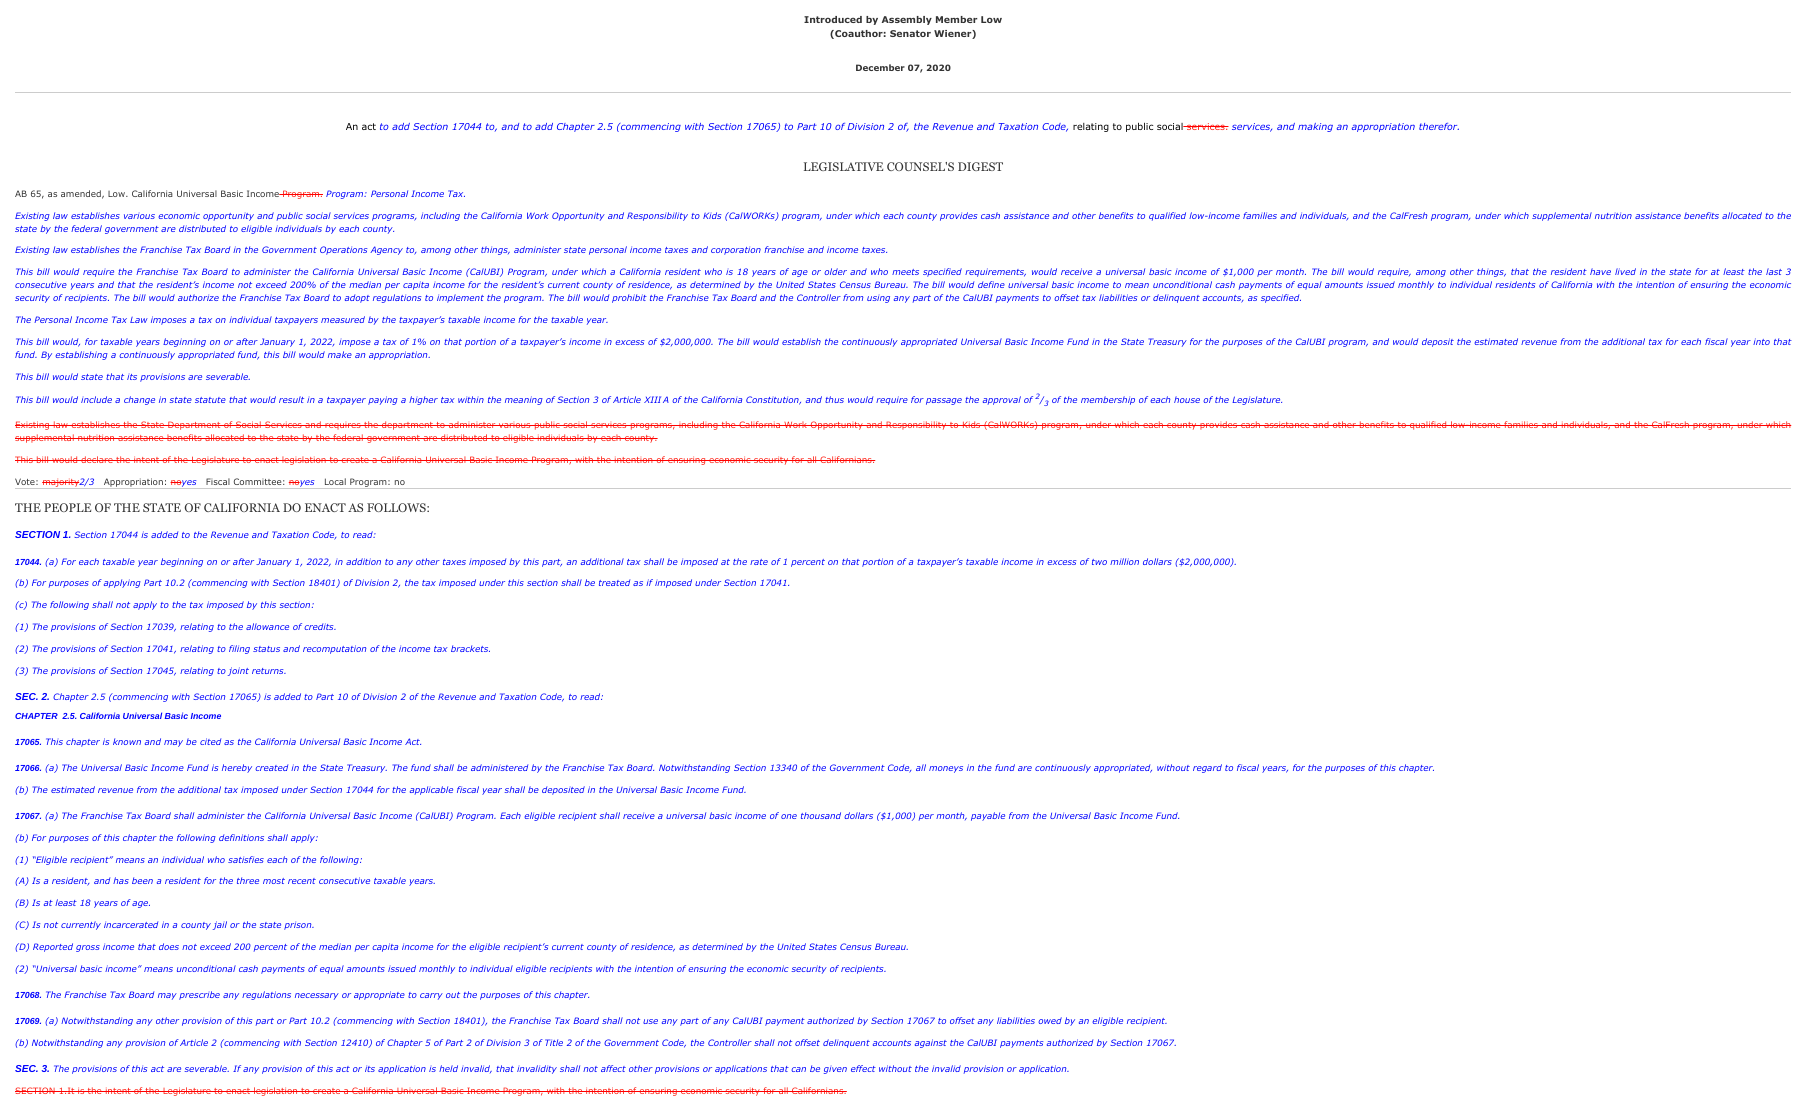 Introduced by Assembly Member Low
(Coauthor: Senator Wiener)
December 07, 2020
An act to add Section 17044 to, and to add Chapter 2.5 (commencing with Section 17065) to Part 10 of Division 2 of, the Revenue and Taxation Code, relating to public social services. services, and making an appropriation therefor.
LEGISLATIVE COUNSEL'S DIGEST
AB 65, as amended, Low. California Universal Basic Income Program. Program: Personal Income Tax.
Existing law establishes various economic opportunity and public social services programs, including the California Work Opportunity and Responsibility to Kids (CalWORKs) program, under which each county provides cash assistance and other benefits to qualified low-income families and individuals, and the CalFresh program, under which supplemental nutrition assistance benefits allocated to the
state by the federal government are distributed to eligible individuals by each county.
Existing law establishes the Franchise Tax Board in the Government Operations Agency to, among other things, administer state personal income taxes and corporation franchise and income taxes.
This bill would require the Franchise Tax Board to administer the California Universal Basic Income (CalUBI) Program, under which a California resident who is 18 years of age or older and who meets specified requirements, would receive a universal basic income of $1,000 per month. The bill would require, among other things, that the resident have lived in the state for at least the last 3
consecutive years and that the resident's income not exceed 200% of the median per capita income for the resident's current county of residence, as determined by the United States Census Bureau. The bill would define universal basic income to mean unconditional cash payments of equal amounts issued monthly to individual residents of California with the intention of ensuring the economic
security of recipients. The bill would authorize the Franchise Tax Board to adopt regulations to implement the program. The bill would prohibit the Franchise Tax Board and the Controller from using any part of the CalUBI payments to offset tax liabilities or delinquent accounts, as specified.
The Personal Income Tax Law imposes a tax on individual taxpayers measured by the taxpayer's taxable income for the taxable year.
This bill would, for taxable years beginning on or after January 1, 2022, impose a tax of 1% on that portion of a taxpayer's income in excess of $2,000,000. The bill would establish the continuously appropriated Universal Basic Income Fund in the State Treasury for the purposes of the CalUBI program, and would deposit the estimated revenue from the additional tax for each fiscal year into that
fund. By establishing a continuously appropriated fund, this bill would make an appropriation.
This bill would state that its provisions are severable.
This bill would include a change in state statute that would result in a taxpayer paying a higher tax within the meaning of Section 3 of Article XIII A of the California Constitution, and thus would require for passage the approval of 2/3 of the membership of each house of the Legislature.
Existing law establishes the State Department of Social Services and requires the department to administer various public social services programs, including the California Work Opportunity and Responsibility to Kids (CalWORKs) program, under which each county provides cash assistance and other benefits to qualified low-income families and individuals, and the CalFresh program, under which
supplemental nutrition assistance benefits allocated to the state by the federal government are distributed to eligible individuals by each county.
This bill would declare the intent of the Legislature to enact legislation to create a California Universal Basic Income Program, with the intention of ensuring economic security for all Californians.
Vote: majority2/3 Appropriation: noyes Fiscal Committee: noyes Local Program: no
THE PEOPLE OF THE STATE OF CALIFORNIA DO ENACT AS FOLLOWS:
SECTION 1. Section 17044 is added to the Revenue and Taxation Code, to read:
17044. (a) For each taxable year beginning on or after January 1, 2022, in addition to any other taxes imposed by this part, an additional tax shall be imposed at the rate of 1 percent on that portion of a taxpayer's taxable income in excess of two million dollars ($2,000,000).
(b) For purposes of applying Part 10.2 (commencing with Section 18401) of Division 2, the tax imposed under this section shall be treated as if imposed under Section 17041.
(c) The following shall not apply to the tax imposed by this section:
(1) The provisions of Section 17039, relating to the allowance of credits.
(2) The provisions of Section 17041, relating to filing status and recomputation of the income tax brackets.
(3) The provisions of Section 17045, relating to joint returns.
SEC. 2. Chapter 2.5 (commencing with Section 17065) is added to Part 10 of Division 2 of the Revenue and Taxation Code, to read:
CHAPTER 2.5. California Universal Basic Income
17065. This chapter is known and may be cited as the California Universal Basic Income Act.
17066. (a) The Universal Basic Income Fund is hereby created in the State Treasury. The fund shall be administered by the Franchise Tax Board. Notwithstanding Section 13340 of the Government Code, all moneys in the fund are continuously appropriated, without regard to fiscal years, for the purposes of this chapter.
(b) The estimated revenue from the additional tax imposed under Section 17044 for the applicable fiscal year shall be deposited in the Universal Basic Income Fund.
17067. (a) The Franchise Tax Board shall administer the California Universal Basic Income (CalUBI) Program. Each eligible recipient shall receive a universal basic income of one thousand dollars ($1,000) per month, payable from the Universal Basic Income Fund.
(b) For purposes of this chapter the following definitions shall apply:
(1) "Eligible recipient" means an individual who satisfies each of the following:
(A) Is a resident, and has been a resident for the three most recent consecutive taxable years.
(B) Is at least 18 years of age.
(C) Is not currently incarcerated in a county jail or the state prison.
(D) Reported gross income that does not exceed 200 percent of the median per capita income for the eligible recipient's current county of residence, as determined by the United States Census Bureau.
(2) "Universal basic income" means unconditional cash payments of equal amounts issued monthly to individual eligible recipients with the intention of ensuring the economic security of recipients.
17068. The Franchise Tax Board may prescribe any regulations necessary or appropriate to carry out the purposes of this chapter.
17069. (a) Notwithstanding any other provision of this part or Part 10.2 (commencing with Section 18401), the Franchise Tax Board shall not use any part of any CalUBI payment authorized by Section 17067 to offset any liabilities owed by an eligible recipient.
(b) Notwithstanding any provision of Article 2 (commencing with Section 12410) of Chapter 5 of Part 2 of Division 3 of Title 2 of the Government Code, the Controller shall not offset delinquent accounts against the CalUBI payments authorized by Section 17067.
SEC. 3. The provisions of this act are severable. If any provision of this act or its application is held invalid, that invalidity shall not affect other provisions or applications that can be given effect without the invalid provision or application.
SECTION 1.It is the intent of the Legislature to enact legislation to create a California Universal Basic Income Program, with the intention of ensuring economic security for all Californians.